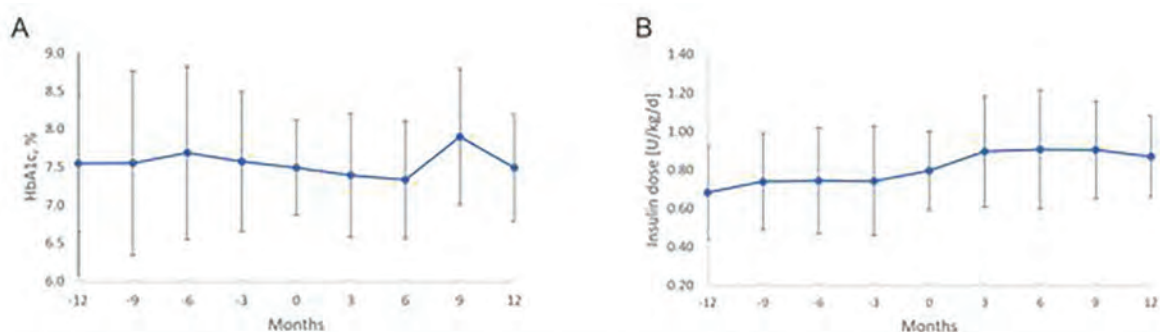 A
HbA1c, %
9.0
8.5
8.0
7.5
7.0
6.5
6.0
-12 -9 -6 -3 0 3 6 9 12
Months
B
Insulin dose [U/kg/d]
1.40
1.20
1.00
0.80
0.60
0.40
0.20
-12 -9 -6 -3 0 3 6 9 12
Months